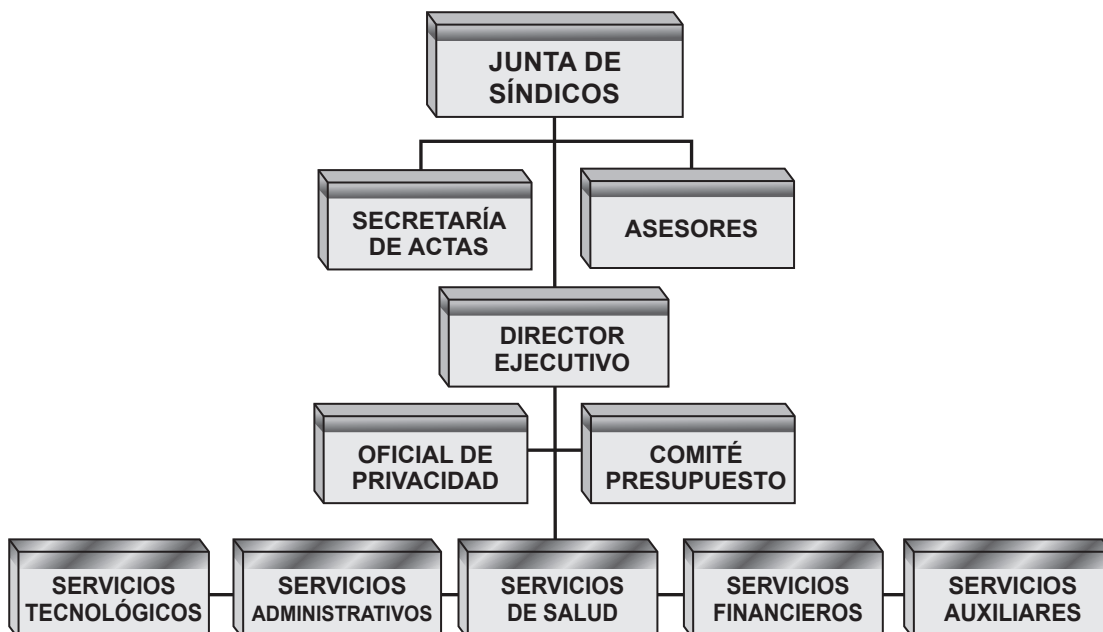 JUNTA DE
SÍNDICOS
SECRETARÍA
DE ACTAS
ASESORES
DIRECTOR
EJECUTIVO
OFICIAL DE
PRIVACIDAD
COMITÉ
PRESUPUESTO
SERVICIOS
TECNOLÓGICOS
SERVICIOS
ADMINISTRATIVOS
SERVICIOS
DE SALUD
SERVICIOS
FINANCIEROS
SERVICIOS
AUXILIARES